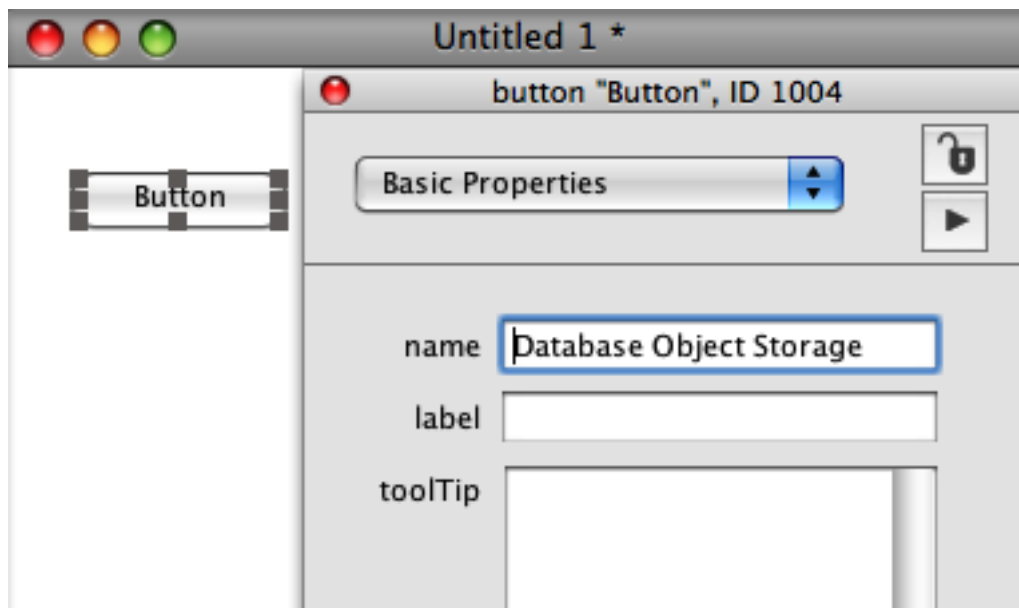 Untitled 1 *
button "Button", ID 1004
Button
Basic Properties
name
Database Object Storage
label
toolTip